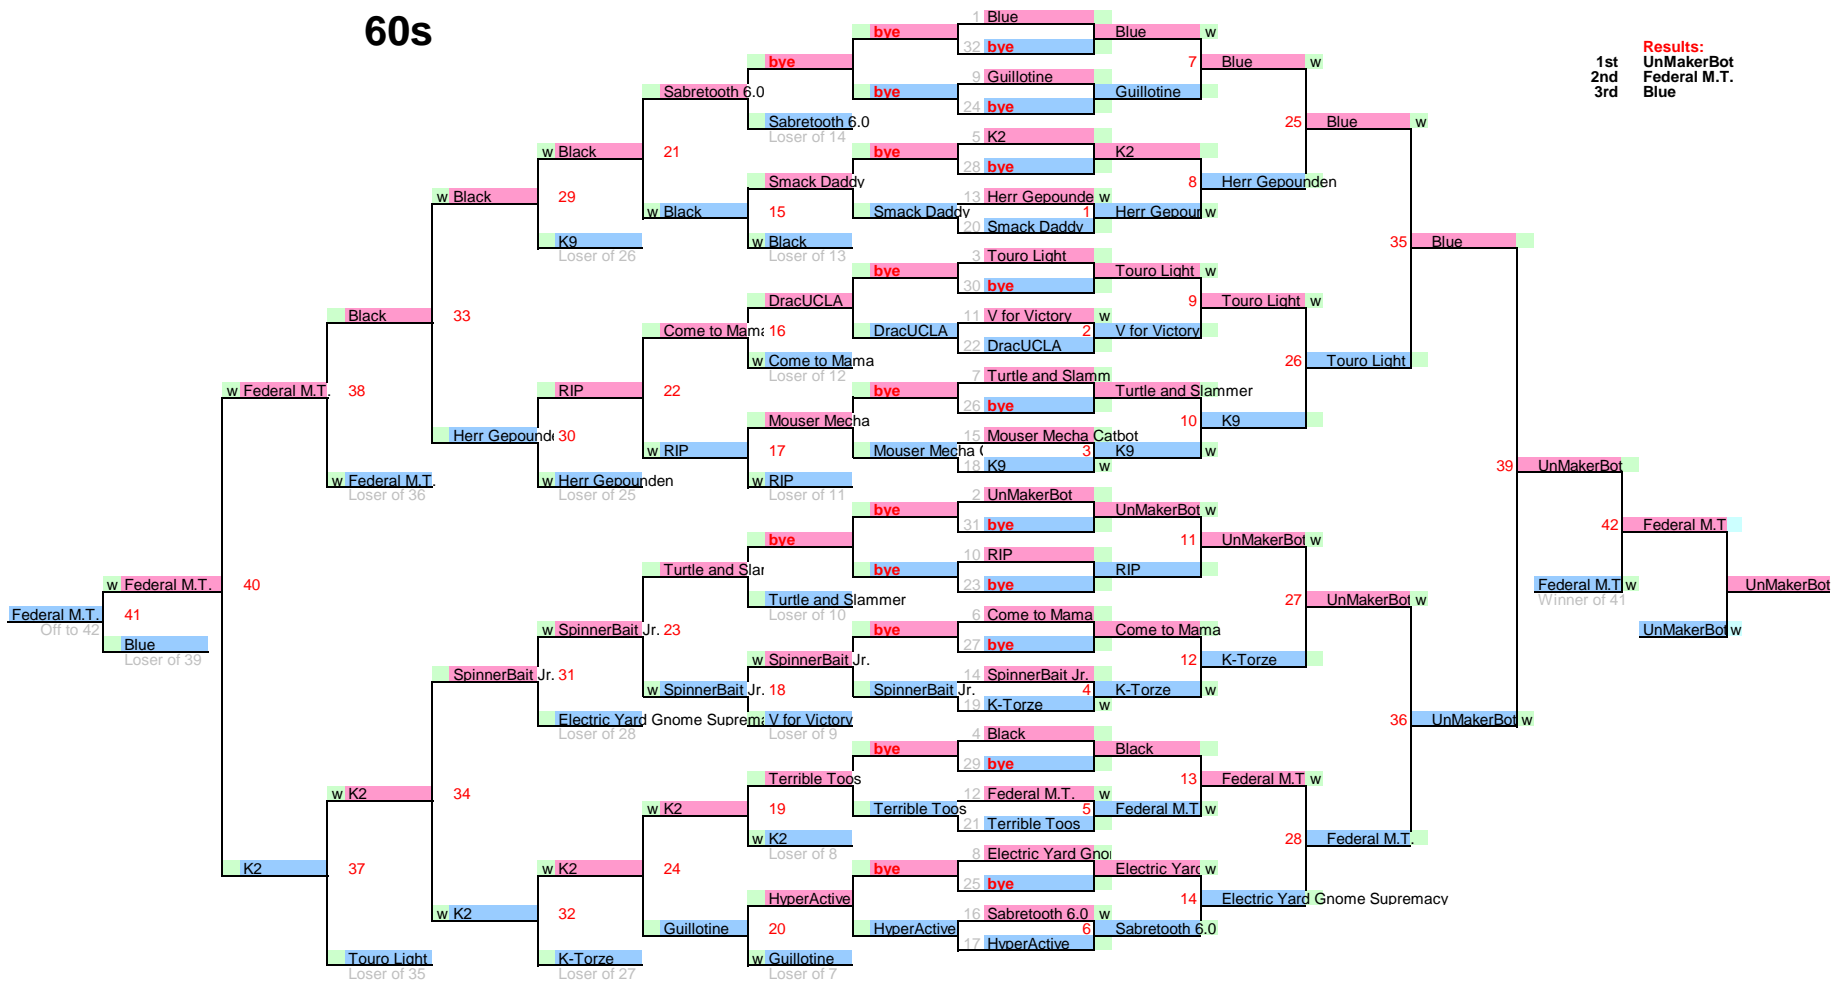 60s
Results:
1st UnMakerBot
2nd Federal M.T.
3rd Blue
1 Blue
bye Blue w
32 bye
bye 7 Blue w
9 Guillotine
Sabretooth 6.0 bye Guillotine
24 bye
Sabretooth 6.0 25 Blue w
Loser of 14
5 K2
w Black 21 bye K2
28 bye
Smack Daddy 8 Herr Gepounden
w Black 29 13 Herr Gepounde w
w Black 15 Smack Daddy 1 Herr Gepour w
20 Smack Daddy
K9 w Black 35 Blue
Loser of 26 Loser of 13
3 Touro Light
bye Touro Light w
30 bye
DracUCLA 9 Touro Light w
Black 33 11 V for Victory w
Come to Mama 16 DracUCLA 2 V for Victory
22 DracUCLA
w Come to Mama 26 Touro Light
Loser of 12
7 Turtle and Slamm
w Federal M.T. 38 RIP 22 bye Turtle and Slammer
26 bye
Mouser Mecha 10 K9
Herr Gepounde 30 15 Mouser Mecha Catbot
w RIP 17 Mouser Mecha 3 K9 w
18 K9 w
39 UnMakerBot
w Federal M.T. w Herr Gepounden w RIP
Loser of 36 Loser of 25 Loser of 11
2 UnMakerBot
bye UnMakerBot w
31 bye
42 Federal M.T
bye 11 UnMakerBot w
10 RIP
Turtle and Slar bye RIP
23 bye
w Federal M.T. 40 Federal M.T w UnMakerBot
Winner of 41
Turtle and Slammer 27 UnMakerBot w
Loser of 10
Federal M.T. 41 6 Come to Mama
Off to 42 w SpinnerBait Jr. 23 bye Come to Mama UnMakerBot w
27 bye
Blue w SpinnerBait Jr. 12 K-Torze
Loser of 39
SpinnerBait Jr. 31 14 SpinnerBait Jr.
w SpinnerBait Jr. 18 SpinnerBait Jr. 4 K-Torze w
19 K-Torze w
Electric Yard Gnome Suprema V for Victory 36 UnMakerBot w
Loser of 28 Loser of 9
4 Black
bye Black
29 bye
Terrible Toos 13 Federal M.T w
w K2 34 12 Federal M.T. w
w K2 19 Terrible Toos 5 Federal M.T w
21 Terrible Toos
w K2 28 Federal M.T.
Loser of 8
8 Electric Yard Gno
K2 37 w K2 24 bye Electric Yard w
25 bye
HyperActive 14 Electric Yard Gnome Supremacy
w K2 32 16 Sabretooth 6.0 w
Guillotine 20 HyperActive 6 Sabretooth 6.0
17 HyperActive
Touro Light K-Torze w Guillotine
Loser of 35 Loser of 27 Loser of 7